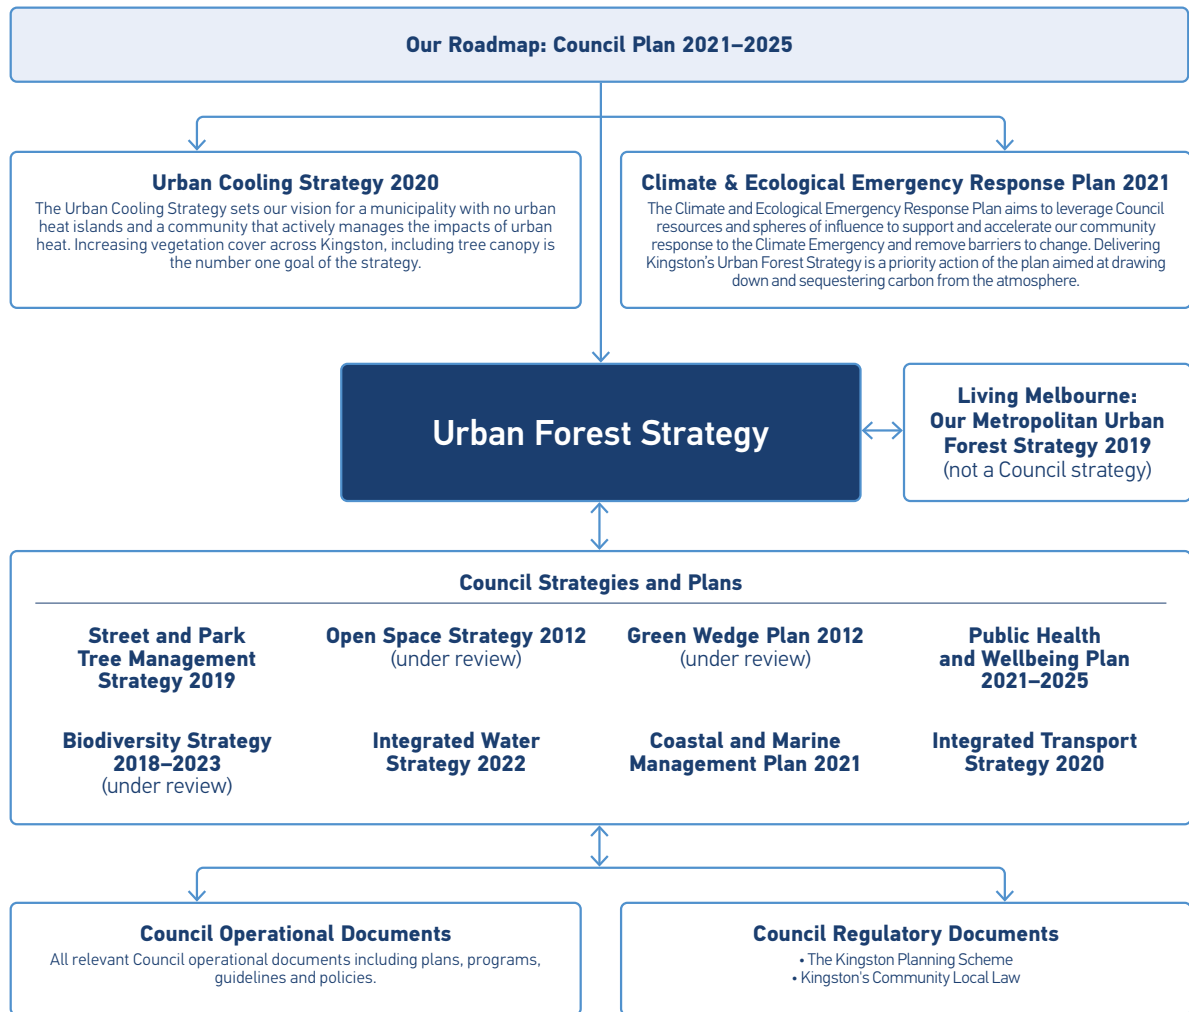 Our Roadmap: Council Plan 2021–2025
Urban Cooling Strategy 2020
The Urban Cooling Strategy sets our vision for a municipality with no urban
heat islands and a community that actively manages the impacts of urban
heat. Increasing vegetation cover across Kingston, including tree canopy is
the number one goal of the strategy.
Climate & Ecological Emergency Response Plan 2021
The Climate and Ecological Emergency Response Plan aims to leverage Council
resources and spheres of influence to support and accelerate our community
response to the Climate Emergency and remove barriers to change. Delivering
Kingston's Urban Forest Strategy is a priority action of the plan aimed at drawing
down and sequestering carbon from the atmosphere.
Urban Forest Strategy
Living Melbourne:
Our Metropolitan Urban
Forest Strategy 2019
(not a Council strategy)
Council Strategies and Plans
Street and Park
Tree Management
Strategy 2019
Open Space Strategy 2012
(under review)
Green Wedge Plan 2012
(under review)
Public Health
and Wellbeing Plan
2021–2025
Biodiversity Strategy
2018–2023
(under review)
Integrated Water
Strategy 2022
Coastal and Marine
Management Plan 2021
Integrated Transport
Strategy 2020
Council Operational Documents
All relevant Council operational documents including plans, programs,
guidelines and policies.
Council Regulatory Documents
• The Kingston Planning Scheme
• Kingston's Community Local Law